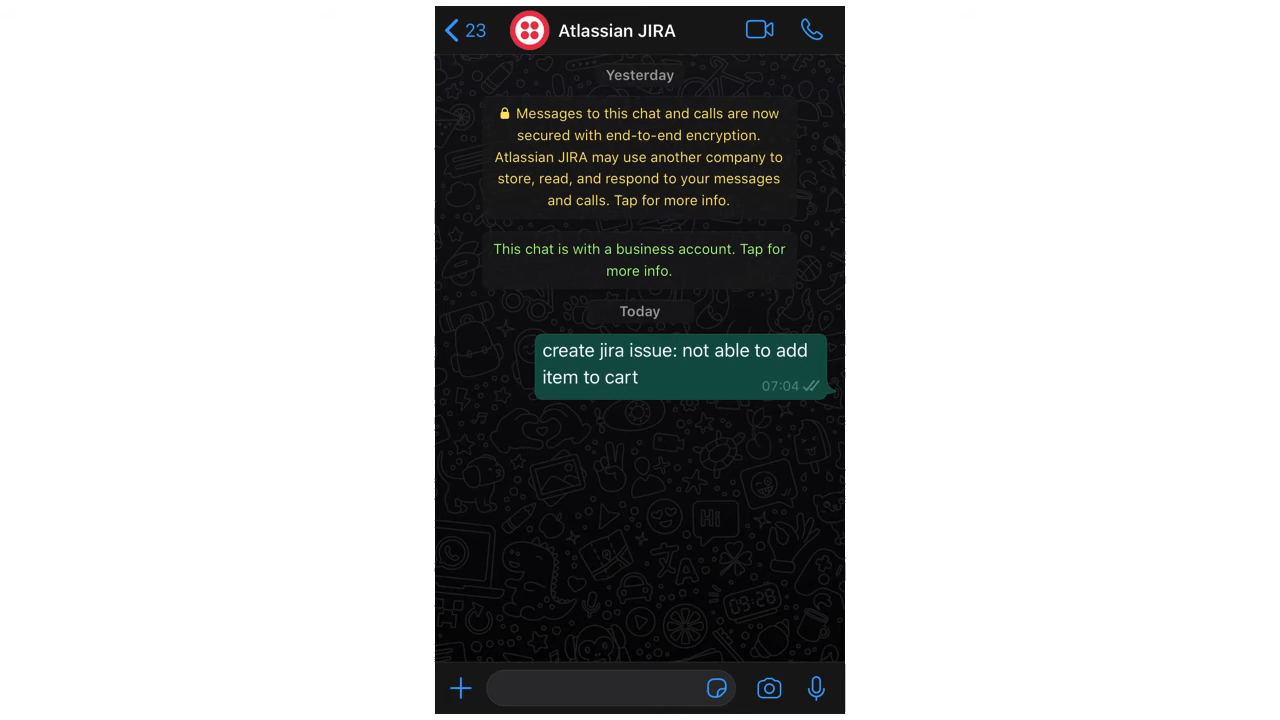 23 Atlassian JIRA
Yesterday
Messages to this chat and calls are now
secured with end-to-end encryption.
Atlassian JIRA may use another company to
store, read, and respond to your messages
and calls. Tap for more info.
This chat is with a business account. Tap for
more info.
Today
create jira issue: not able to add
item to cart
07:04
Hi
09:28